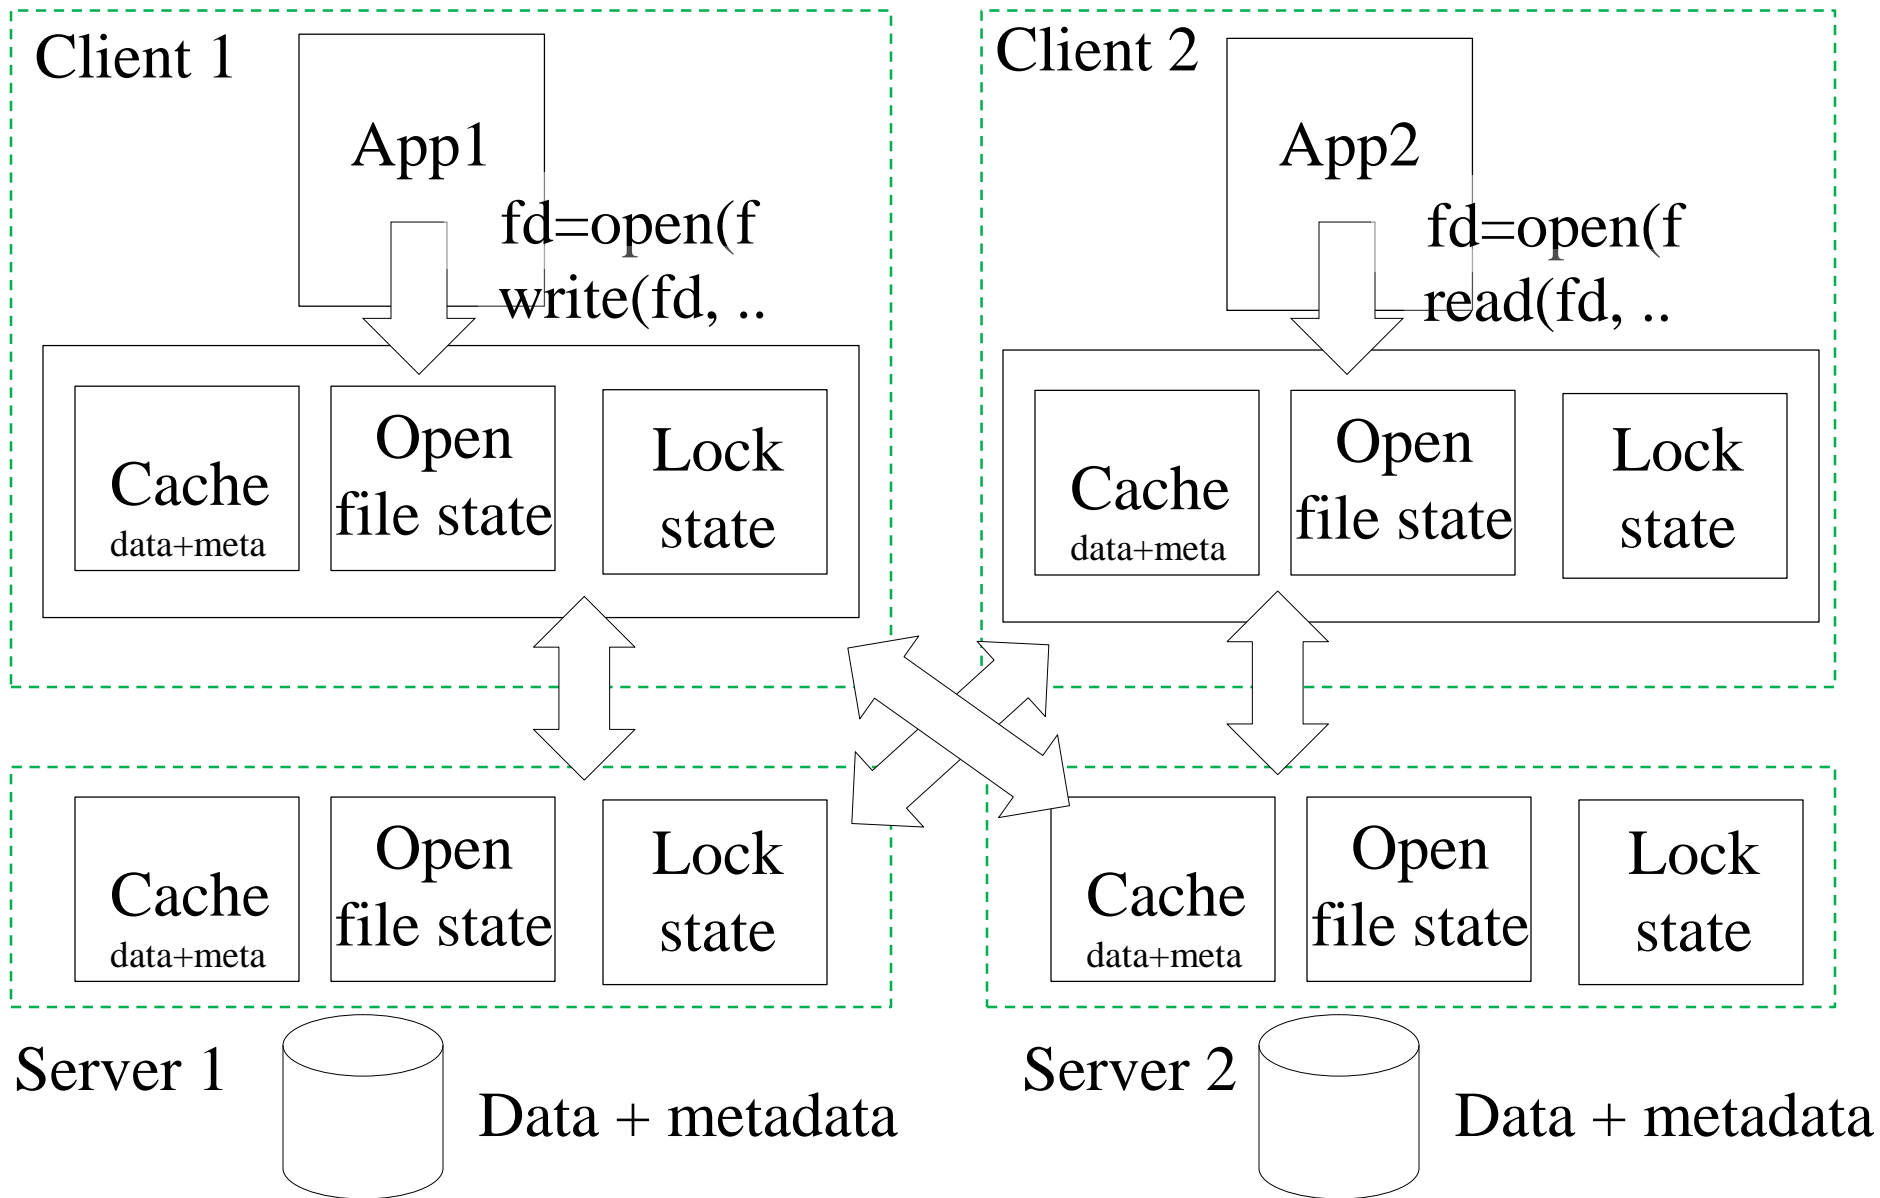 Client 1
App1
fd=open(f
write(fd, ..
Cache
data+meta
Open
file state
Lock
state
Client 2
App2
fd=open(f
read(fd, ..
Cache
data+meta
Open
file state
Lock
state
Cache
data+meta
Open
file state
Lock
state
Server 1
Data + metadata
Cache
data+meta
Open
file state
Lock
state
Server 2
Data + metadata